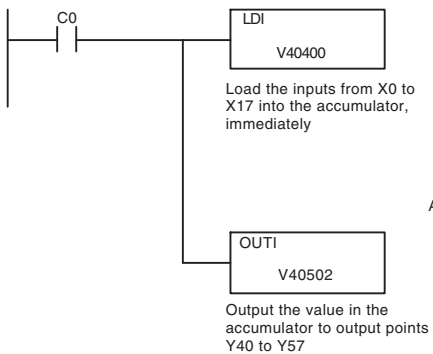 C0
LDI
V40400
Load the inputs from X0 to
X17 into the accumulator,
immediately
A
OUTI
V40502
Output the value in the
accumulator to output points
Y40 to Y57